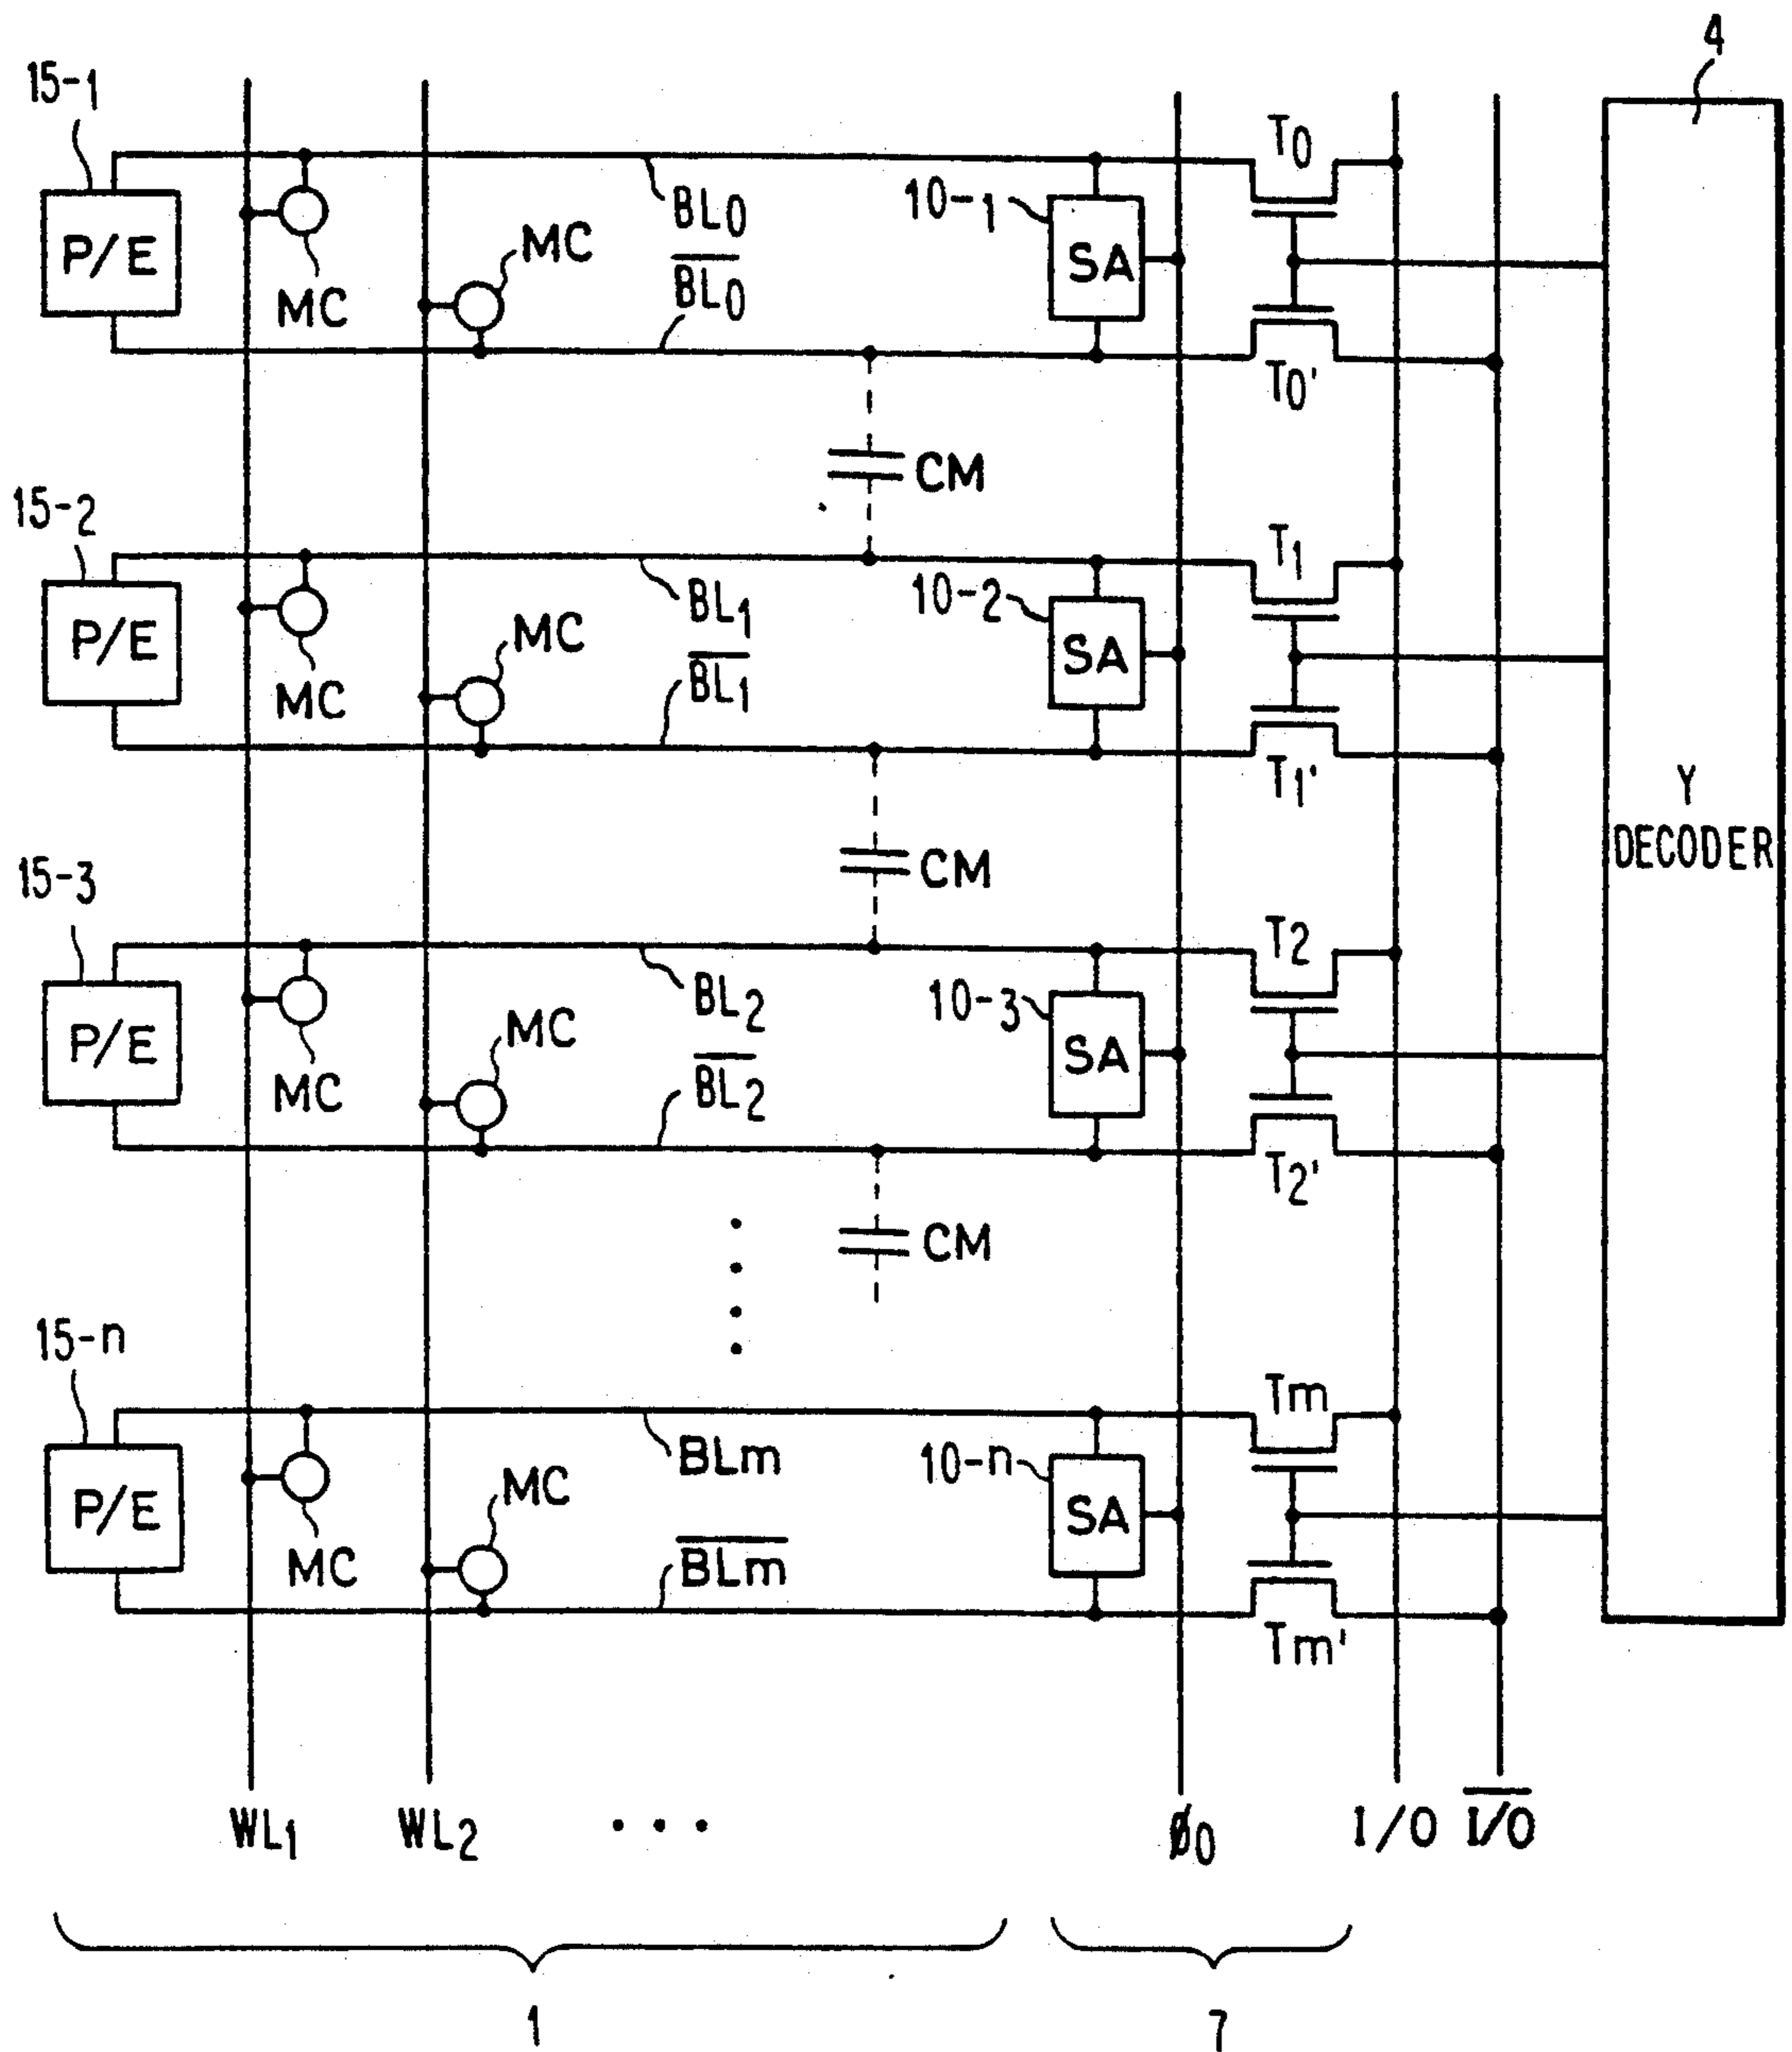 4
15-1
T0
BL0
10-1
P/E
MC
MC
BL0
SA
T0'
CM
15-2
T1
BL1
10-2
P/E
MC
MC
BL1
SA
T1'
Y
DECODER
CM
15-3
T2
BL2
10-3
P/E
MC
MC
BL2
SA
T2'
CM
15-n
Tm
BLm
10-n
P/E
MC
MC
BLm
SA
Tm'
WL1 WL2 ... ø0 I/O I/O
1 7